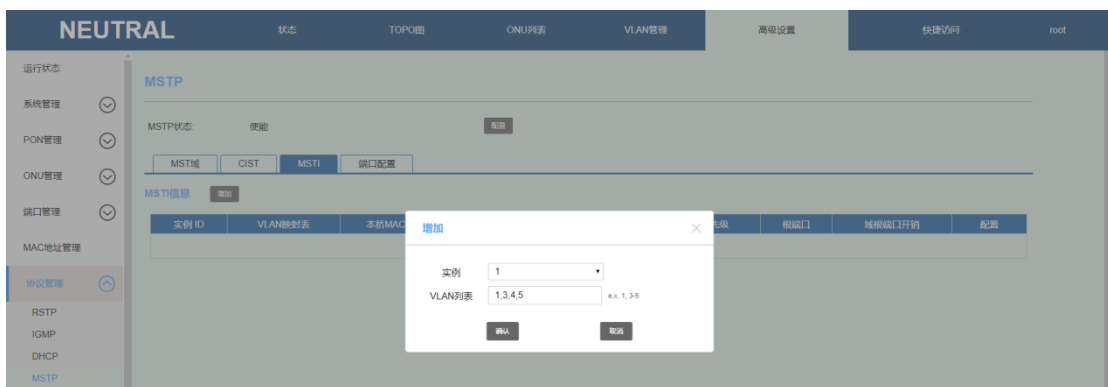 NEUTRAL 状态 TOPO图 ONU列表 VLAN管理 高级设置 快捷访问 root
运行状态
MSTP
系统管理
MSTP状态: 使能 配置
PON管理
MST域 CIST MSTI 端口配置
ONU管理
MSTI信息 增加
端口管理
实例 ID VLAN映射表 本桥MAC 先级 根端口 域根端口开销 配置
增加
MAC地址管理
实例 1
协议管理
VLAN列表 1,3,4,5 e.x. 1, 3-5
RSTP
确认 取消
IGMP
DHCP
MSTP